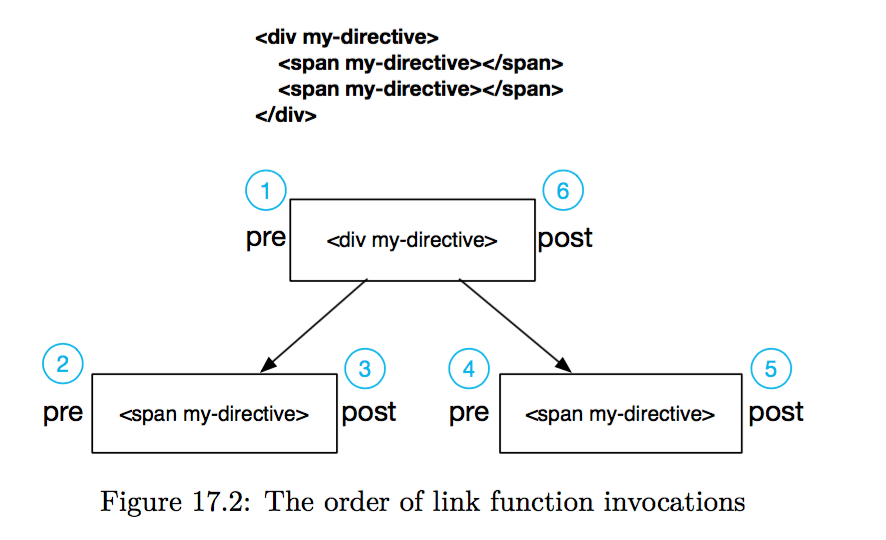 <div my-directive>
<span my-directive></span>
<span my-directive></span>
</div>
1
6
pre
<div my-directive>
post
2
3
4
5
pre
<span my-directive>
post
pre
<span my-directive>
post
Figure 17.2: The order of link function invocations